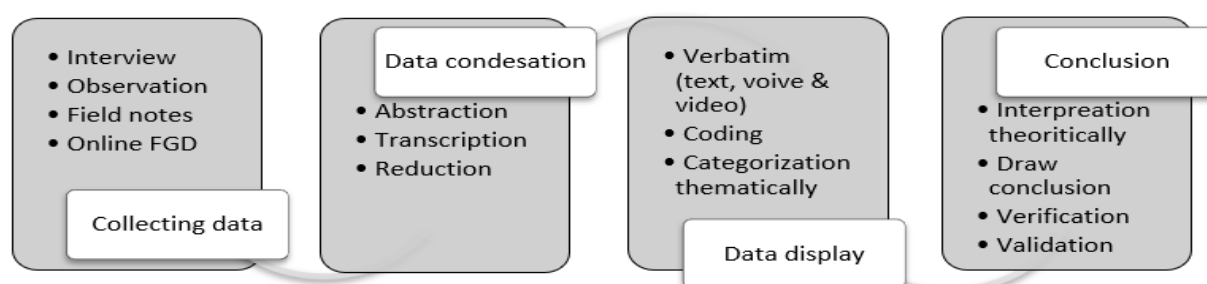 • Interview
• Observation
• Field notes
• Online FGD
Collecting data
Data condesation
• Abstraction
• Transcription
• Reduction
• Verbatim
(text, voive &
video)
• Coding
• Categorization
thematically
Data display
Conclusion
• Interpreation
theoritically
• Draw
conclusion
• Verification
• Validation